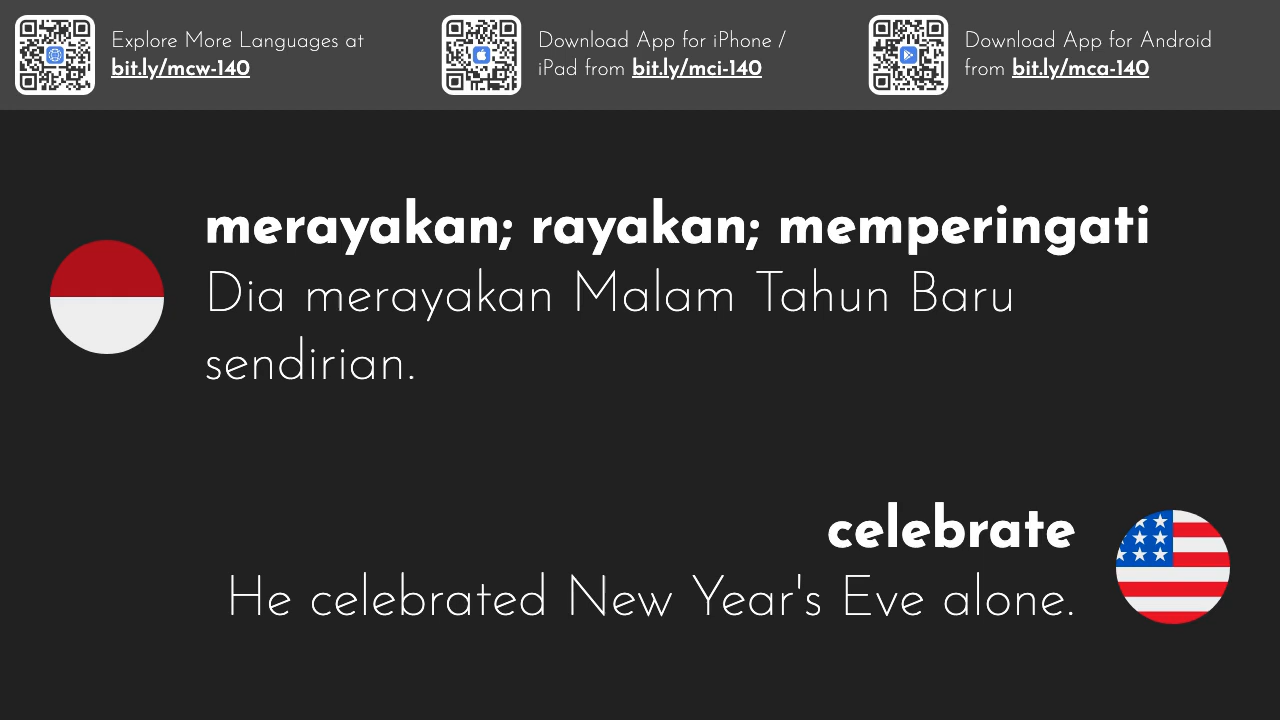 Explore More Languages at
bit.ly/mcw-140
Download App for iPhone /
iPad from bit.ly/mci-140
Download App for Android
from bit.ly/mca-140
merayakan; rayakan; memperingati
Dia merayakan Malam Tahun Baru
sendirian.
celebrate
He celebrated New Year's Eve alone.